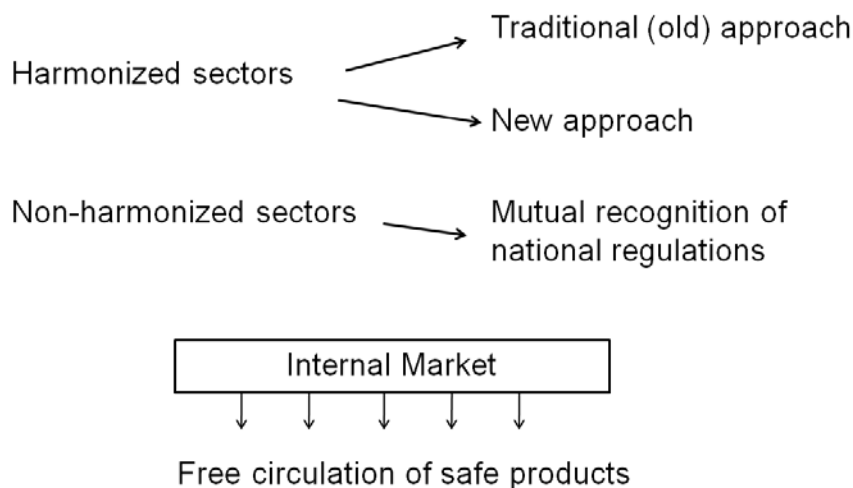 Traditional (old) approach
Harmonized sectors
New approach
Non-harmonized sectors
Mutual recognition of
national regulations
Internal Market
Free circulation of safe products